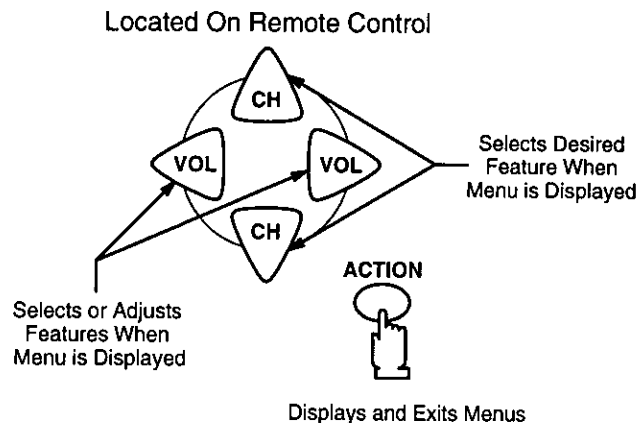 Located On Remote Control
CH
VOL
VOL
CH
Selects Desired
Feature When
Menu is Displayed
ACTION
Selects or Adjusts
Features When
Menu is Displayed
Displays and Exits Menus